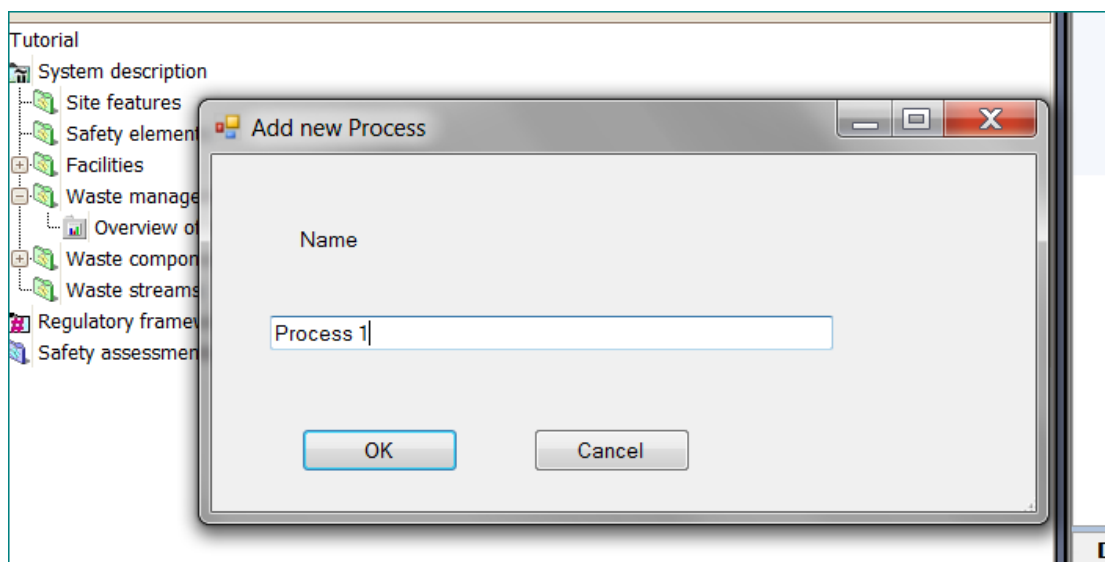 Tutorial
System description
Site features
Safety element
Facilities
Waste manage
Overview of
Waste compon
Waste streams
Regulatory framew
Safety assessmen
Add new Process
Name
Process 1
OK
Cancel